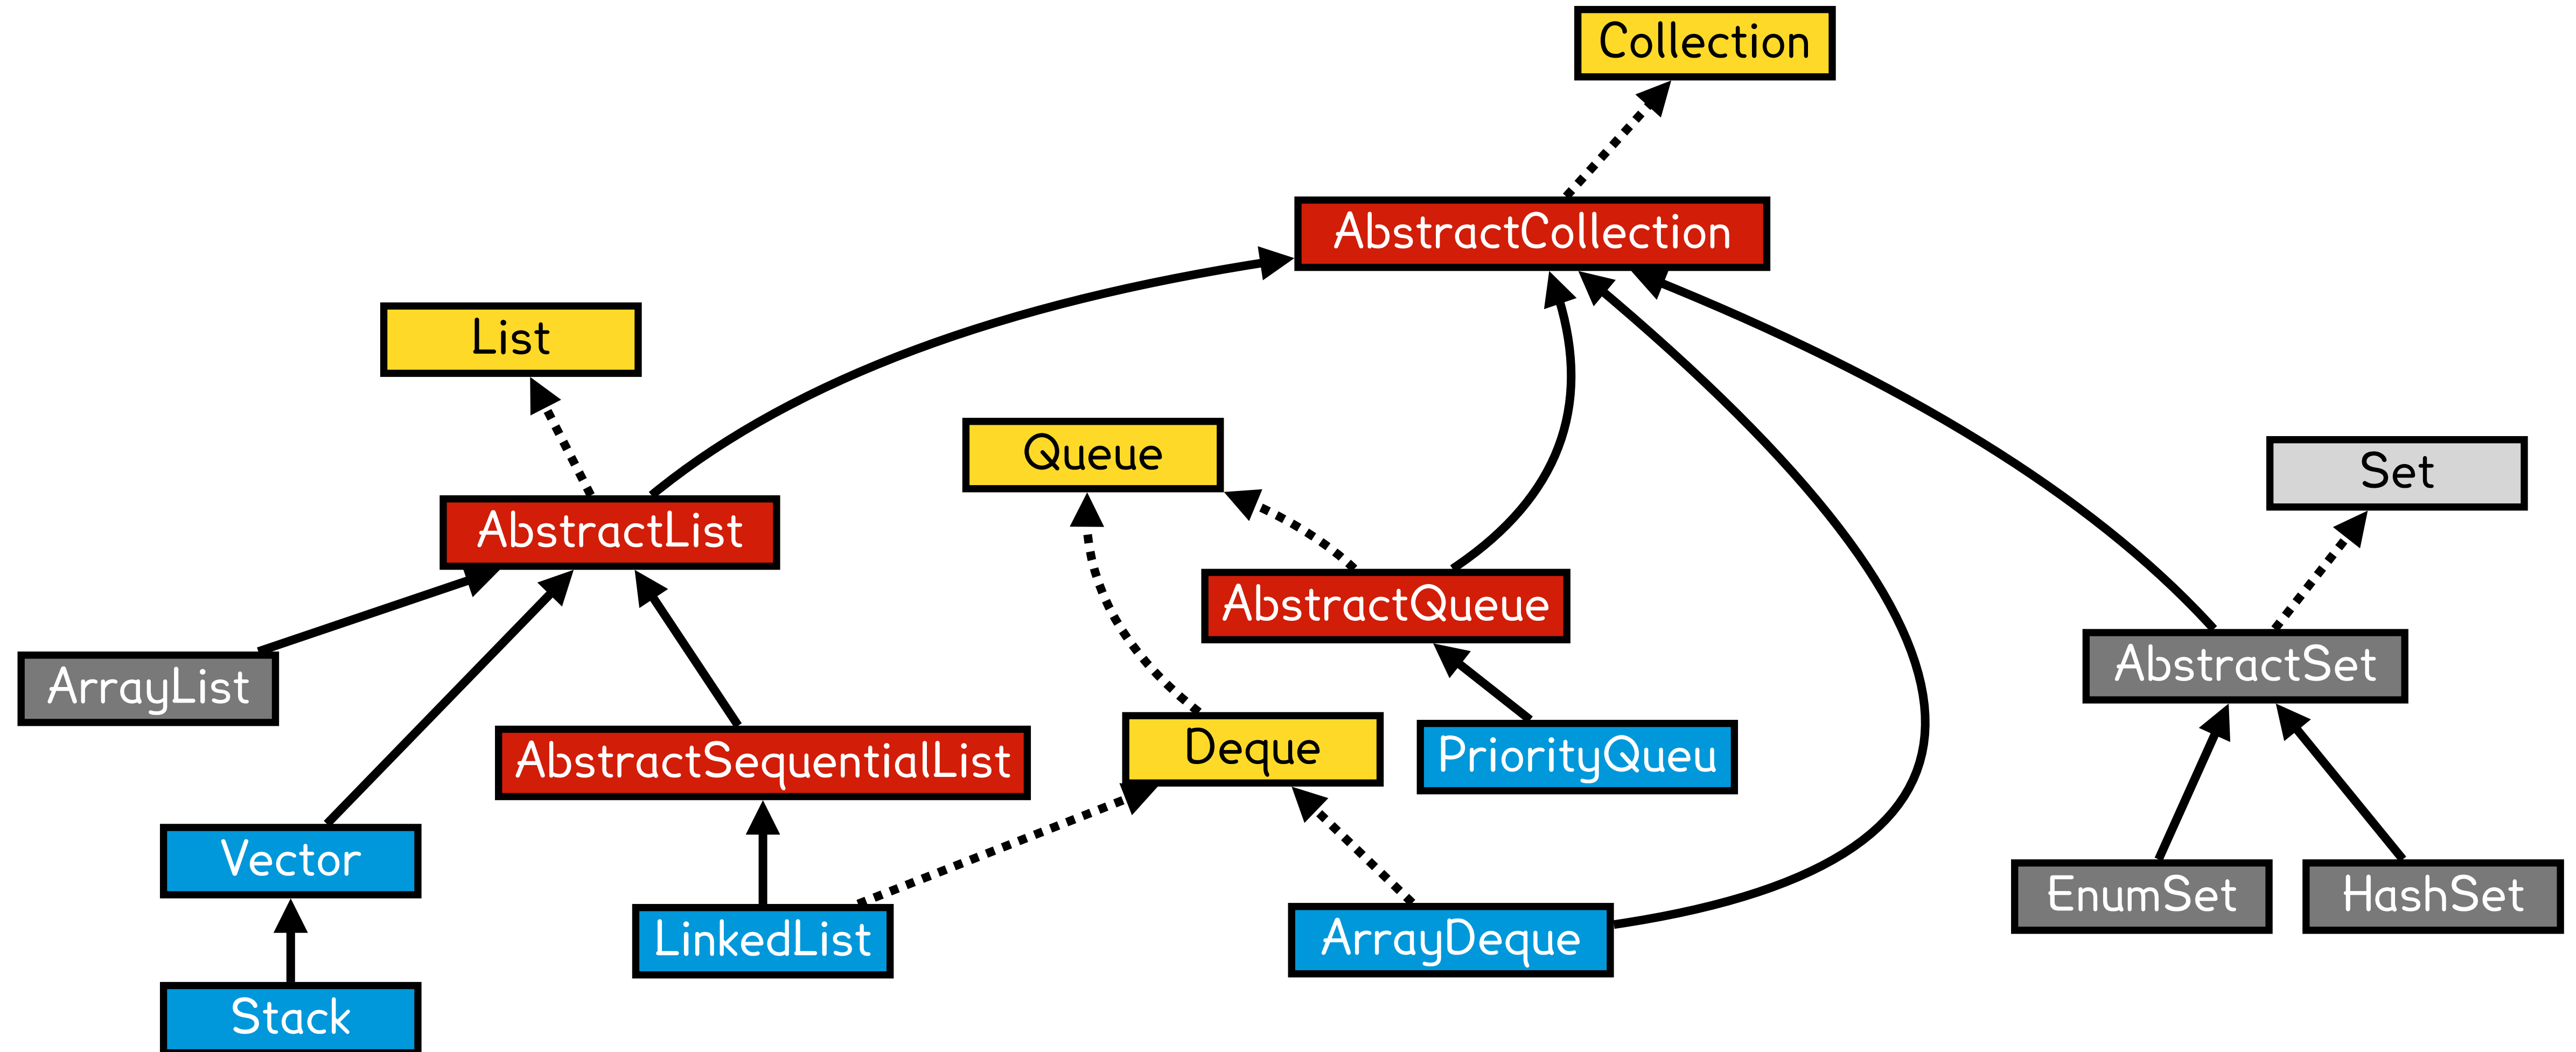 Collection
AbstractCollection
List
Queue
Set
AbstractList
AbstractQueue
AbstractSet
ArrayList
AbstractSequentialList
Deque
PriorityQueu
Vector
EnumSet
HashSet
LinkedList
ArrayDeque
Stack